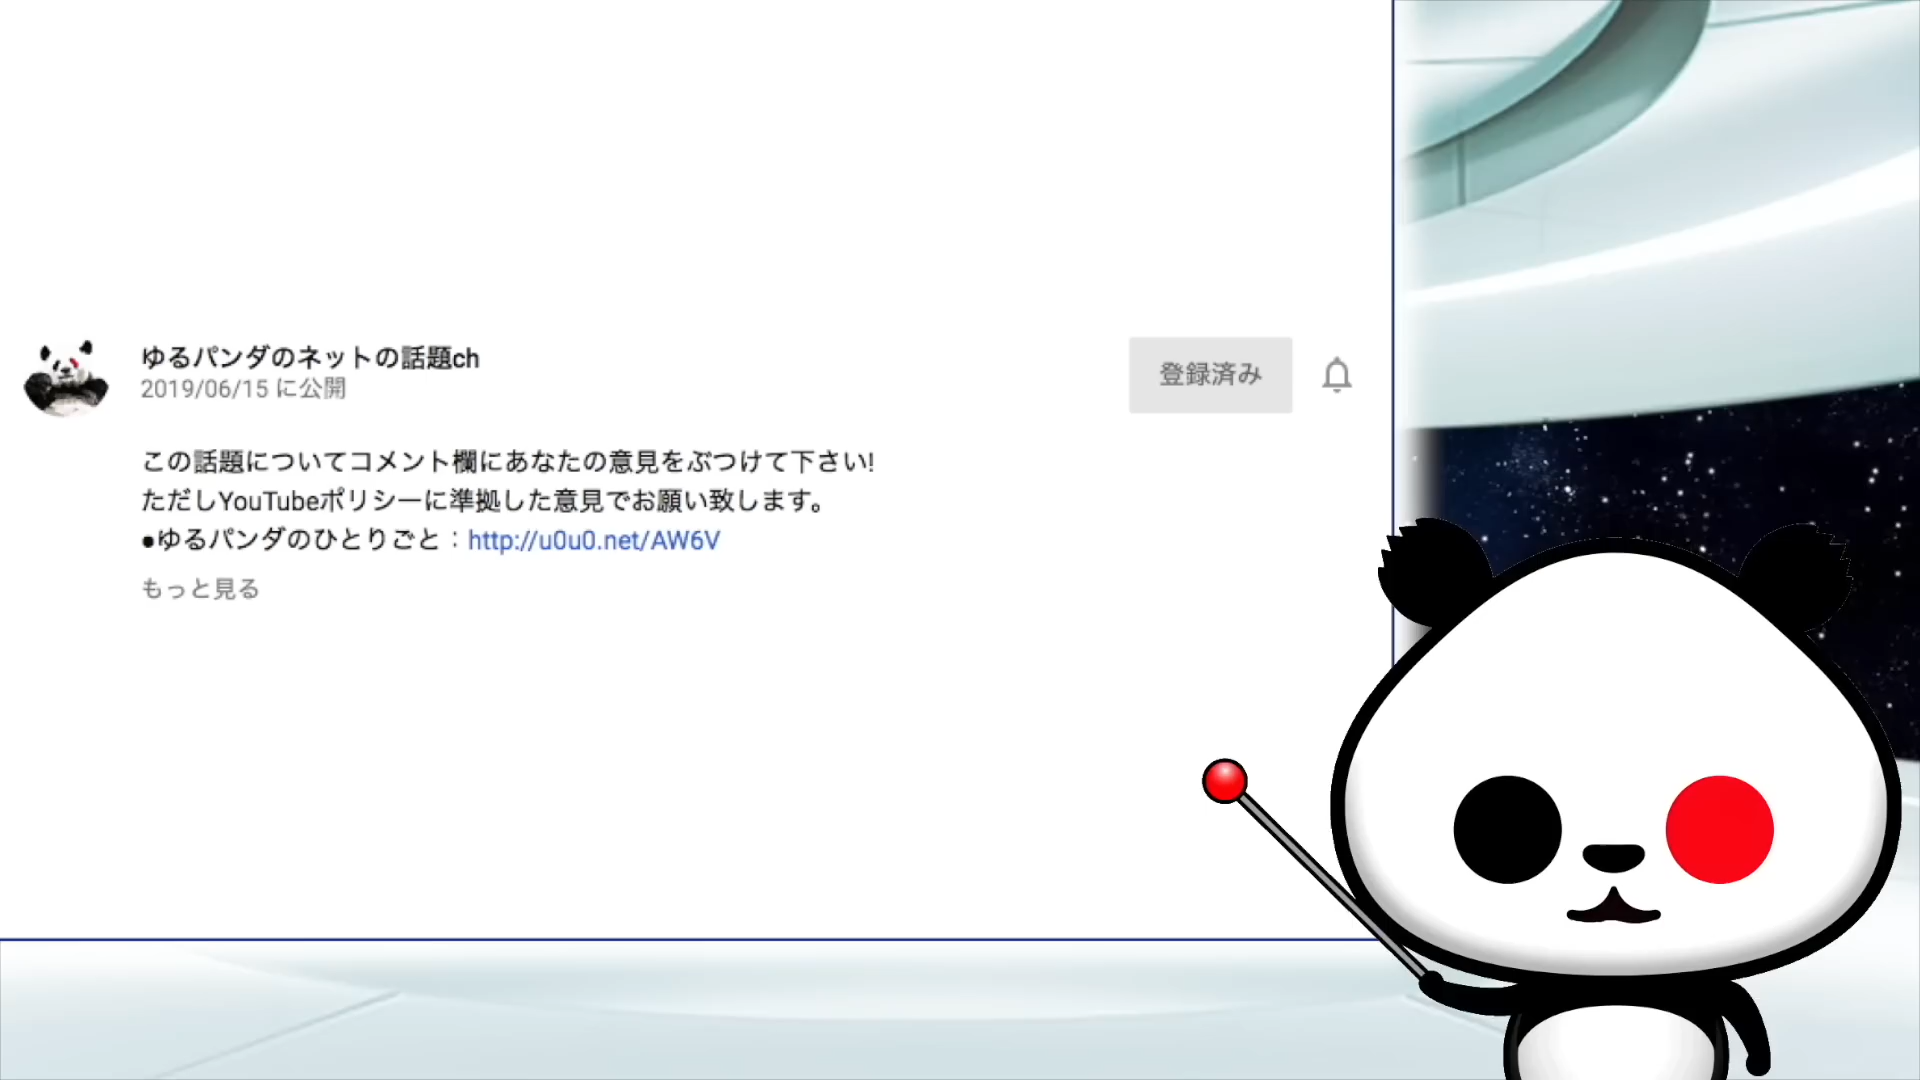 ゆるパンダのネットの話題ch
登録済み
2019/06/15 に公開
この話題についてコメント欄にあなたの意見をぶつけて下さい!
ただしYouTubeポリシーに準拠した意見でお願い致します。
●ゆるパンダのひとりごと：http://u0u0.net/AW6V
もっと見る